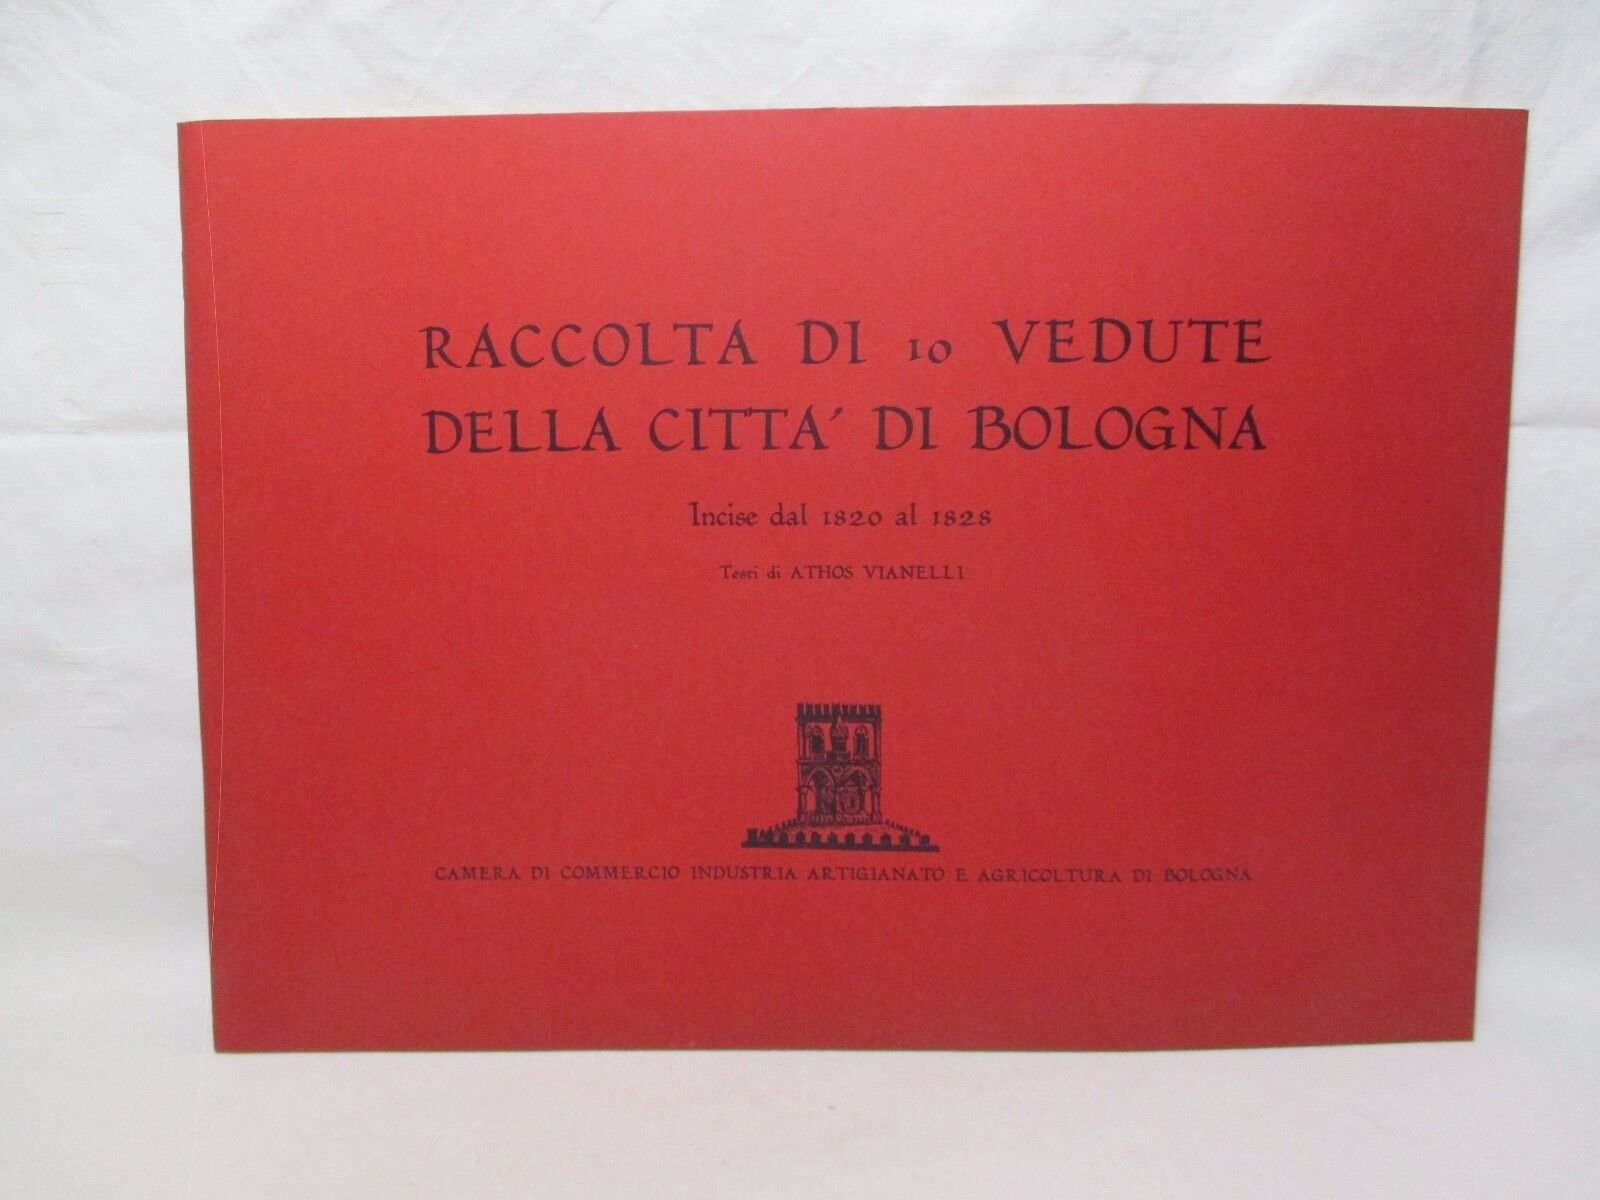 RACCOLTA DI 10 VEDUTE
DELLA CITTA' DI BOLOGNA
Incise dal 1820 al 1828
Testi di ATHOS VIANELLI
CAMERA DI COMMERCIO INDUSTRIA ARTIGIANATO E AGRICOLTURA DI BOLOGNA